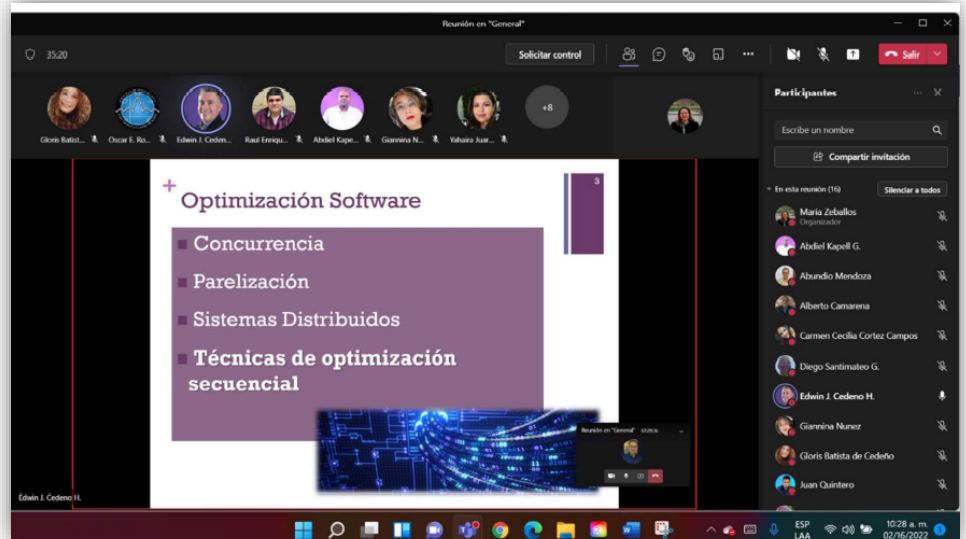 Reunión en "General"
35:20
Solicitar control
Salir
Gloris Batist...
Oscar E. Ro...
Edwin J. Ceden...
Raul Enriqu...
Abdiel Kape...
Giannina N...
Yahaira Juar...
+8
Participantes
Escribe un nombre
Compartir invitación
En esta reunión (16)
Silenciar a todos
Maria Zeballos
Organizador
Abdiel Kapell G.
Abundio Mendoza
Alberto Camarena
Carmen Cecilia Cortez Campos
Diego Santimateo G.
Edwin J. Cedeno H.
Giannina Nunez
Gloris Batista de Cedeño
Juan Quintero
3
+
Optimización Software
Concurrencia
Parelización
Sistemas Distribuidos
Técnicas de optimización
secuencial
Reunión en "General"
Edwin J. Cedeno H.
ESP
LAA
10:28 a. m.
02/16/2022
1